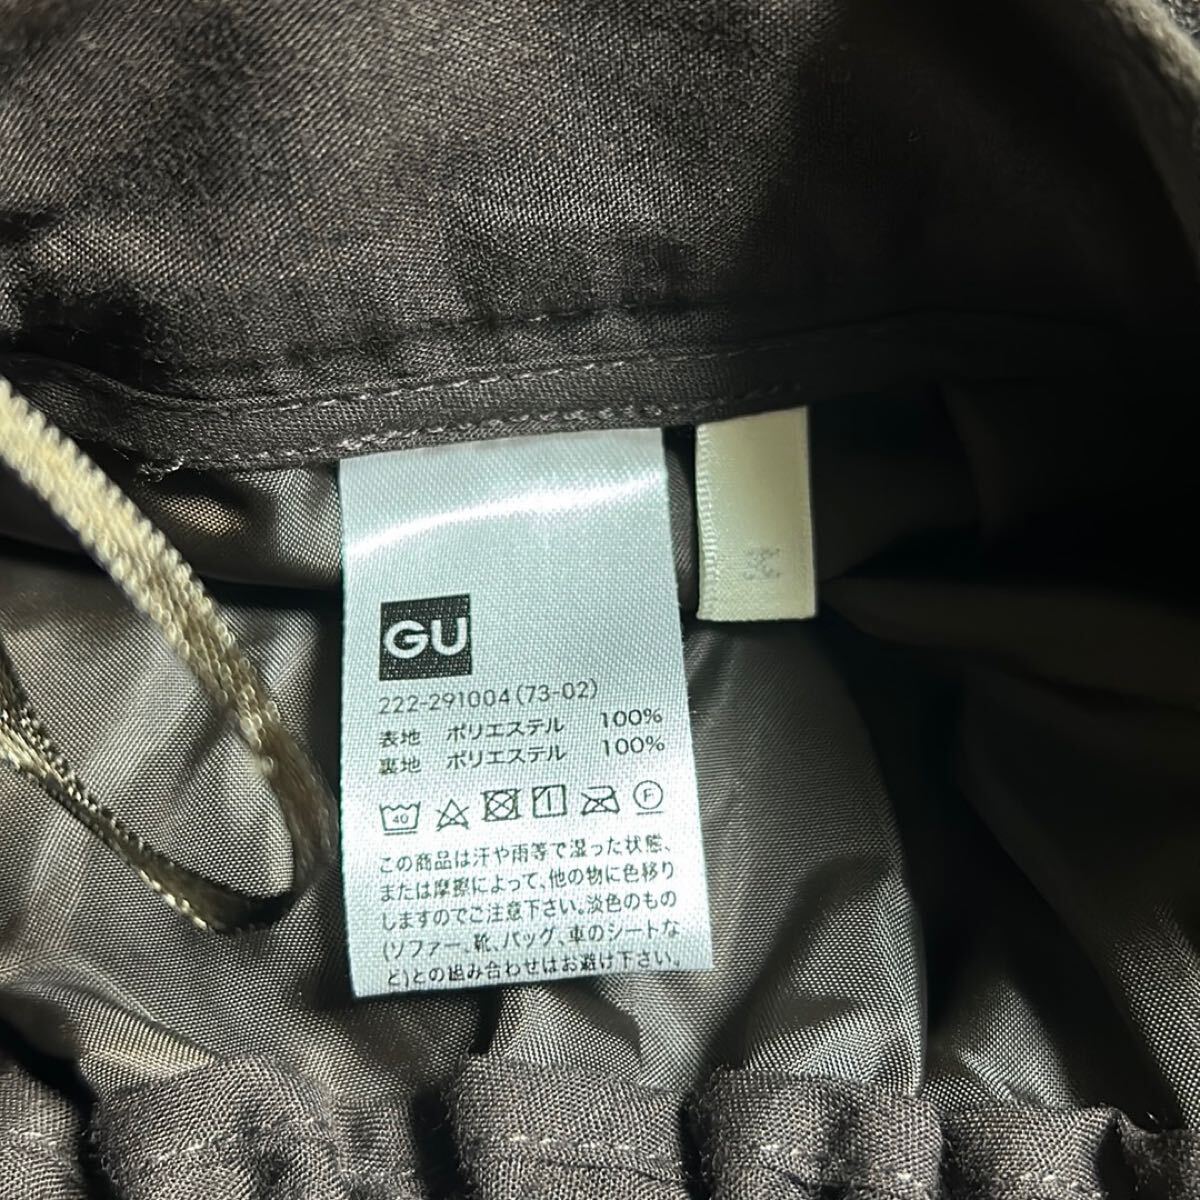 GU
222-291004(73-02)
表地 ポリエステル 100%
裏地 ポリエステル 100%
40 F
この商品は汗や雨等で湿った状態、
または摩擦によって、他の物に色移り
しますのでご注意下さい。淡色のもの
(ソファー、靴、バッグ、車のシートな
ど)との組み合わせはお避け下さい。